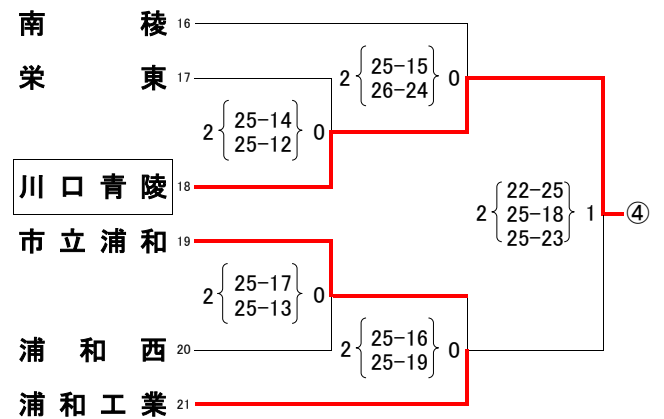 南稜 16
栄東 17
2 { 25-15 26-24 } 0
2 { 25-14 25-12 } 0
川口青陵 18
2 { 22-25 25-18 25-23 } 1 ④
市立浦和 19
2 { 25-17 25-13 } 0
浦和西 20
2 { 25-16 25-19 } 0
浦和工業 21